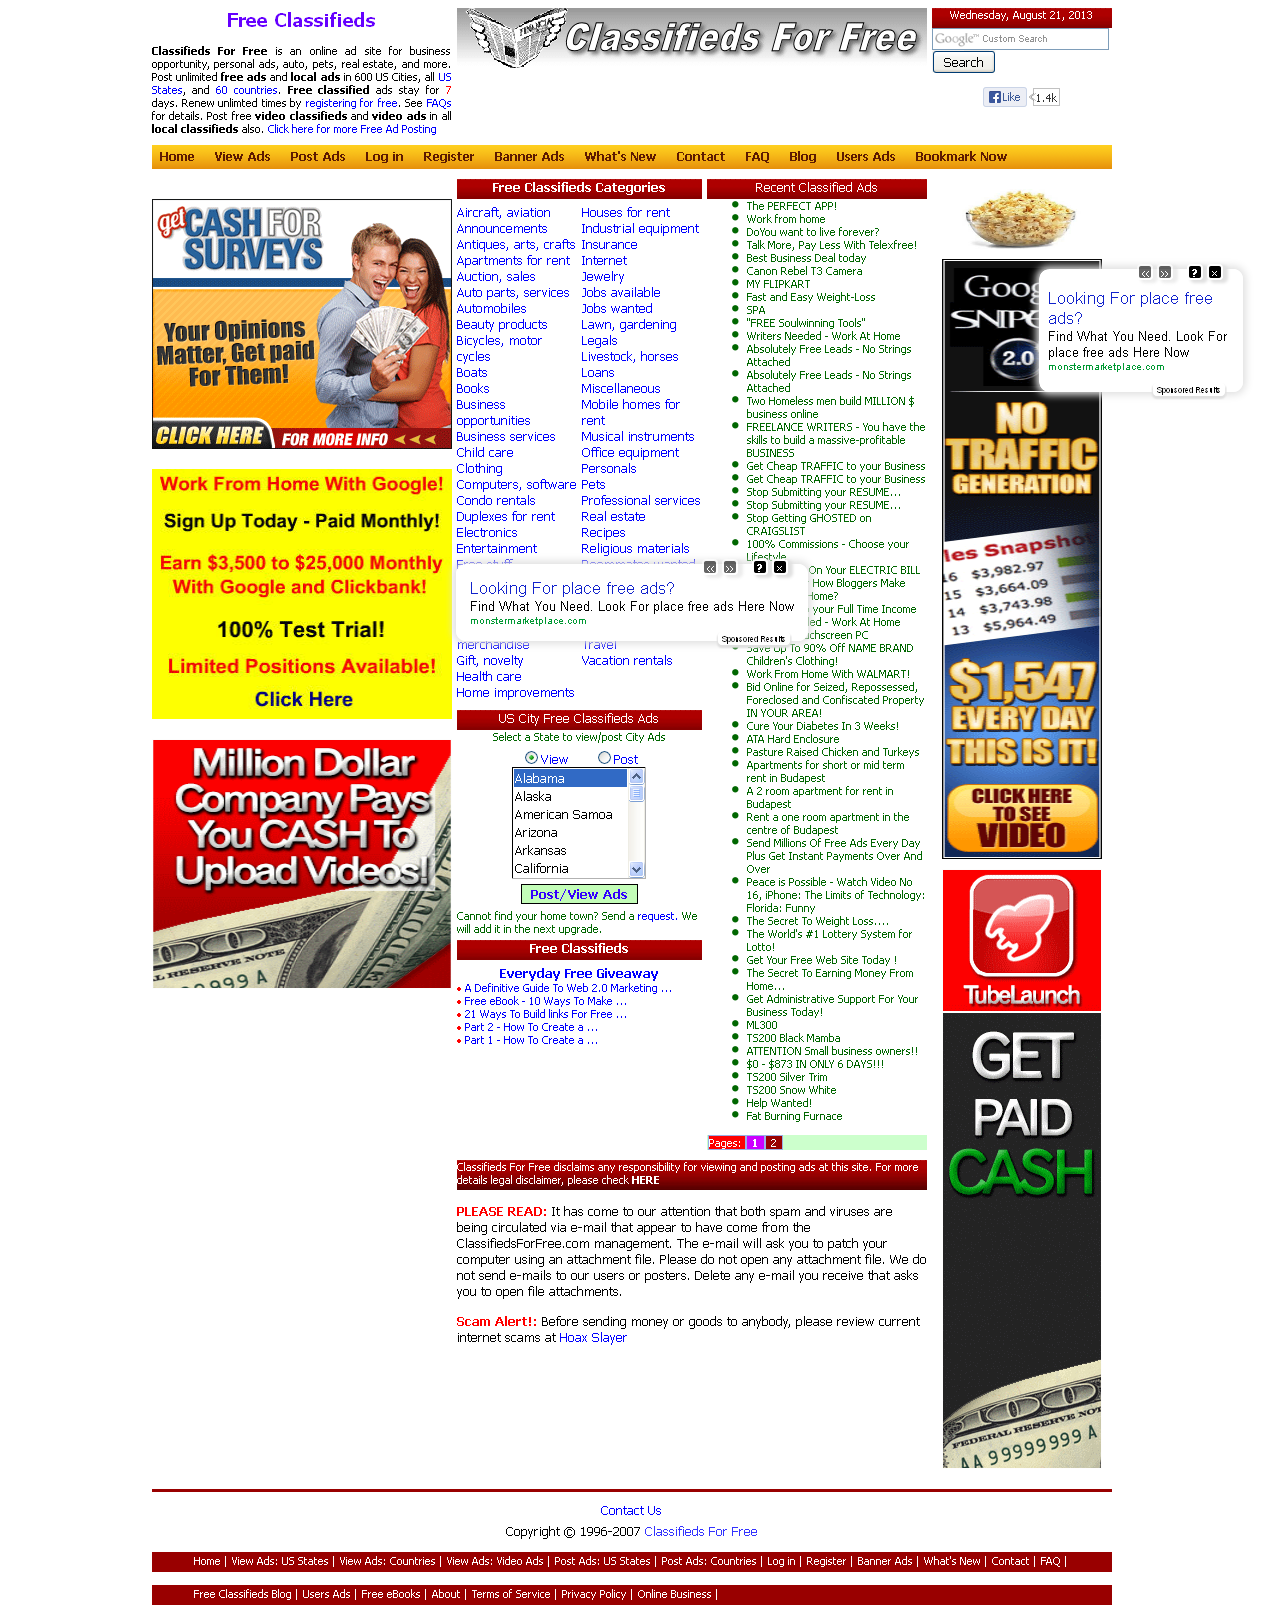 Free Classifieds
Classifieds For Free is an online ad site for business
opportunity, personal ads, auto, pets, real estate, and more.
Post unlimited free ads and local ads in 600 US Cities, all US
States, and 60 countries. Free classified ads stay for 7
days. Renew unlimted times by registering for free. See FAQs
for details. Post free video classifieds and video ads in all
local classifieds also. Click here for more Free Ad Posting
Classifieds For Free
Wednesday, August 21, 2013
Google™ Custom Search
Search
Like 1.4k
Home View Ads Post Ads Log in Register Banner Ads What's New Contact FAQ Blog Users Ads Bookmark Now
get CASH FOR
SURVEYS
Your Opinions
Matter, Get paid
For Them!
CLICK HERE FOR MORE INFO
Work From Home With Google!
Sign Up Today - Paid Monthly!
Earn $3,500 to $25,000 Monthly
With Google and Clickbank!
100% Test Trial!
Limited Positions Available!
Click Here
Million Dollar
Company Pays
You CASH To
Upload Videos!
Free Classifieds Categories
Aircraft, aviation
Announcements
Antiques, arts, crafts
Apartments for rent
Auction, sales
Auto parts, services
Automobiles
Beauty products
Bicycles, motor
cycles
Boats
Books
Business
opportunities
Business services
Child care
Clothing
Computers, software
Condo rentals
Duplexes for rent
Electronics
Entertainment
Free stuff
merchandise
Gift, novelty
Health care
Home improvements
Houses for rent
Industrial equipment
Insurance
Internet
Jewelry
Jobs available
Jobs wanted
Lawn, gardening
Legals
Livestock, horses
Loans
Miscellaneous
Mobile homes for
rent
Musical instruments
Office equipment
Personals
Pets
Professional services
Real estate
Recipes
Religious materials
Roommates wanted
Travel
Vacation rentals
Looking For place free ads?
Find What You Need. Look For place free ads Here Now
monstermarketplace.com
Sponsored Results
US City Free Classifieds Ads
Select a State to view/post City Ads
View Post
Alabama
Alaska
American Samoa
Arizona
Arkansas
California
Post/View Ads
Cannot find your home town? Send a request. We
will add it in the next upgrade.
Free Classifieds
Everyday Free Giveaway
A Definitive Guide To Web 2.0 Marketing ...
Free eBook - 10 Ways To Make ...
21 Ways To Build links For Free ...
Part 2 - How To Create a ...
Part 1 - How To Create a ...
Recent Classified Ads
The PERFECT APP!
Work from home
DoYou want to live forever?
Talk More, Pay Less With Telexfree!
Best Business Deal today
Canon Rebel T3 Camera
MY FLIPKART
Fast and Easy Weight-Loss
SPA
"FREE Soulwinning Tools"
Writers Needed - Work At Home
Absolutely Free Leads - No Strings
Attached
Absolutely Free Leads - No Strings
Attached
Two Homeless men build MILLION $
business online
FREELANCE WRITERS - You have the
skills to build a massive-profitable
BUSINESS
Get Cheap TRAFFIC to your Business
Get Cheap TRAFFIC to your Business
Stop Submitting your RESUME...
Stop Submitting your RESUME...
Stop Getting GHOSTED on
CRAIGSLIST
100% Commissions - Choose your
Lifestyle
On Your ELECTRIC BILL
How Bloggers Make
Home?
your Full Time Income
- Work At Home
PC
Save Up To 90% Off NAME BRAND
Children's Clothing!
Work From Home With WALMART!
Bid Online for Seized, Repossessed,
Foreclosed and Confiscated Property
IN YOUR AREA!
Cure Your Diabetes In 3 Weeks!
ATA Hard Enclosure
Pasture Raised Chicken and Turkeys
Apartments for short or mid term
rent in Budapest
A 2 room apartment for rent in
Budapest
Rent a one room apartment in the
centre of Budapest
Send Millions Of Free Ads Every Day
Plus Get Instant Payments Over And
Over
Peace is Possible - Watch Video No
16, iPhone: The Limits of Technology:
Florida: Funny
The Secret To Weight Loss....
The World's #1 Lottery System for
Lotto!
Get Your Free Web Site Today !
The Secret To Earning Money From
Home...
Get Administrative Support For Your
Business Today!
ML300
TS200 Black Mamba
ATTENTION Small business owners!!
$0 - $873 IN ONLY 6 DAYS!!!
TS200 Silver Trim
TS200 Snow White
Help Wanted!
Fat Burning Furnace
Pages: 1 2
Goog
SNIPE
2.0
Looking For place free
ads?
Find What You Need. Look For
place free ads Here Now
monstermarketplace.com
Sponsored Results
NO
TRAFFIC
GENERATION
les Snapshot
16 $3,982.97
15 $3,664.09
14 $3,743.98
13 $5,964.49
$1,547
EVERY DAY
THIS IS IT!
CLICK HERE
TO SEE
VIDEO
TubeLaunch
GET
PAID
CASH
FEDERAL RESERVE NOTE
AA 99999999 A
Classifieds For Free disclaims any responsibility for viewing and posting ads at this site. For more
details legal disclaimer, please check HERE
PLEASE READ: It has come to our attention that both spam and viruses are
being circulated via e-mail that appear to have come from the
ClassifiedsForFree.com management. The e-mail will ask you to patch your
computer using an attachment file. Please do not open any attachment file. We do
not send e-mails to our users or posters. Delete any e-mail you receive that asks
you to open file attachments.
Scam Alert!: Before sending money or goods to anybody, please review current
internet scams at Hoax Slayer
Contact Us
Copyright © 1996-2007 Classifieds For Free
Home | View Ads: US States | View Ads: Countries | View Ads: Video Ads | Post Ads: US States | Post Ads: Countries | Log in | Register | Banner Ads | What's New | Contact | FAQ |
Free Classifieds Blog | Users Ads | Free eBooks | About | Terms of Service | Privacy Policy | Online Business |